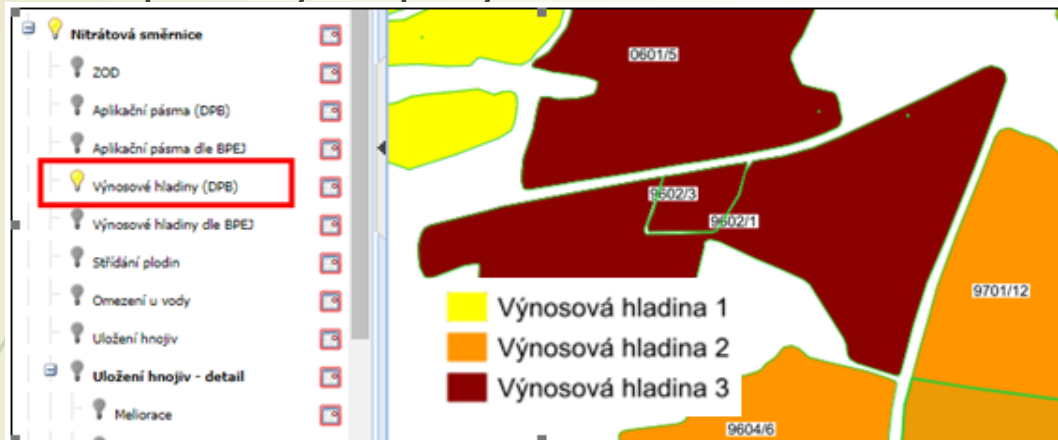 Nitrátová směrnice
ZOD
Aplikační pásma (DPB)
Aplikační pásma dle BPEJ
Výnosové hladiny (DPB)
Výnosové hladiny dle BPEJ
Střídání plodin
Omezení u vody
Uložení hnojiv
Uložení hnojiv - detail
Meliorace
0601/5
9602/3
9602/1
9701/12
Výnosová hladina 1
Výnosová hladina 2
Výnosová hladina 3
9604/6